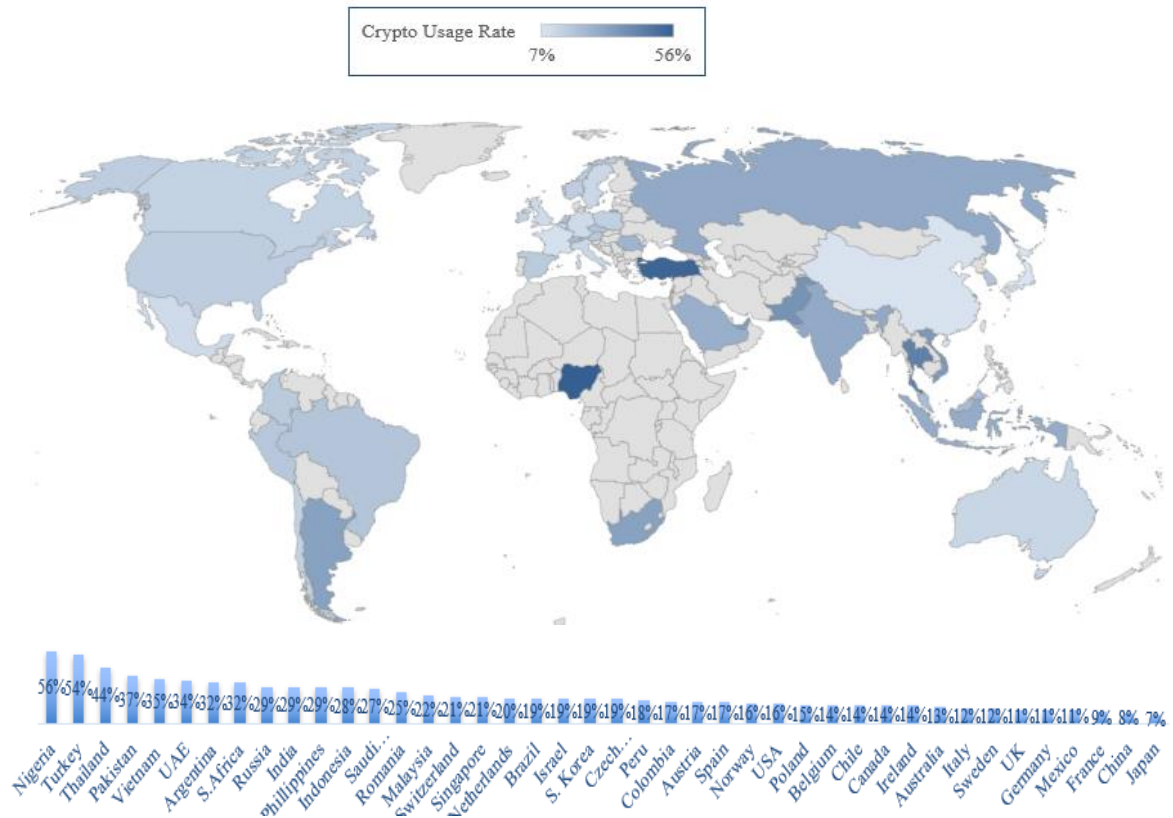 Crypto Usage Rate
7% 56%
56% 54% 44% 37% 35% 34% 32% 32% 29% 29% 29% 28% 27% 25% 22% 21% 21% 20% 19% 19% 19% 19% 18% 17% 17% 17% 16% 16% 15% 14% 14% 14% 14% 13% 12% 12% 11% 11% 11% 9% 8% 7%
Nigeria
Turkey
Thailand
Pakistan
Vietnam
UAE
Argentina
S.Africa
Russia
India
Phillippines
Indonesia
Saudi…
Romania
Malaysia
Switzerland
Singapore
Netherlands
Brazil
Israel
S. Korea
Czech…
Peru
Colombia
Austria
Spain
Norway
USA
Poland
Belgium
Chile
Canada
Ireland
Australia
Italy
Sweden
UK
Germany
Mexico
France
China
Japan